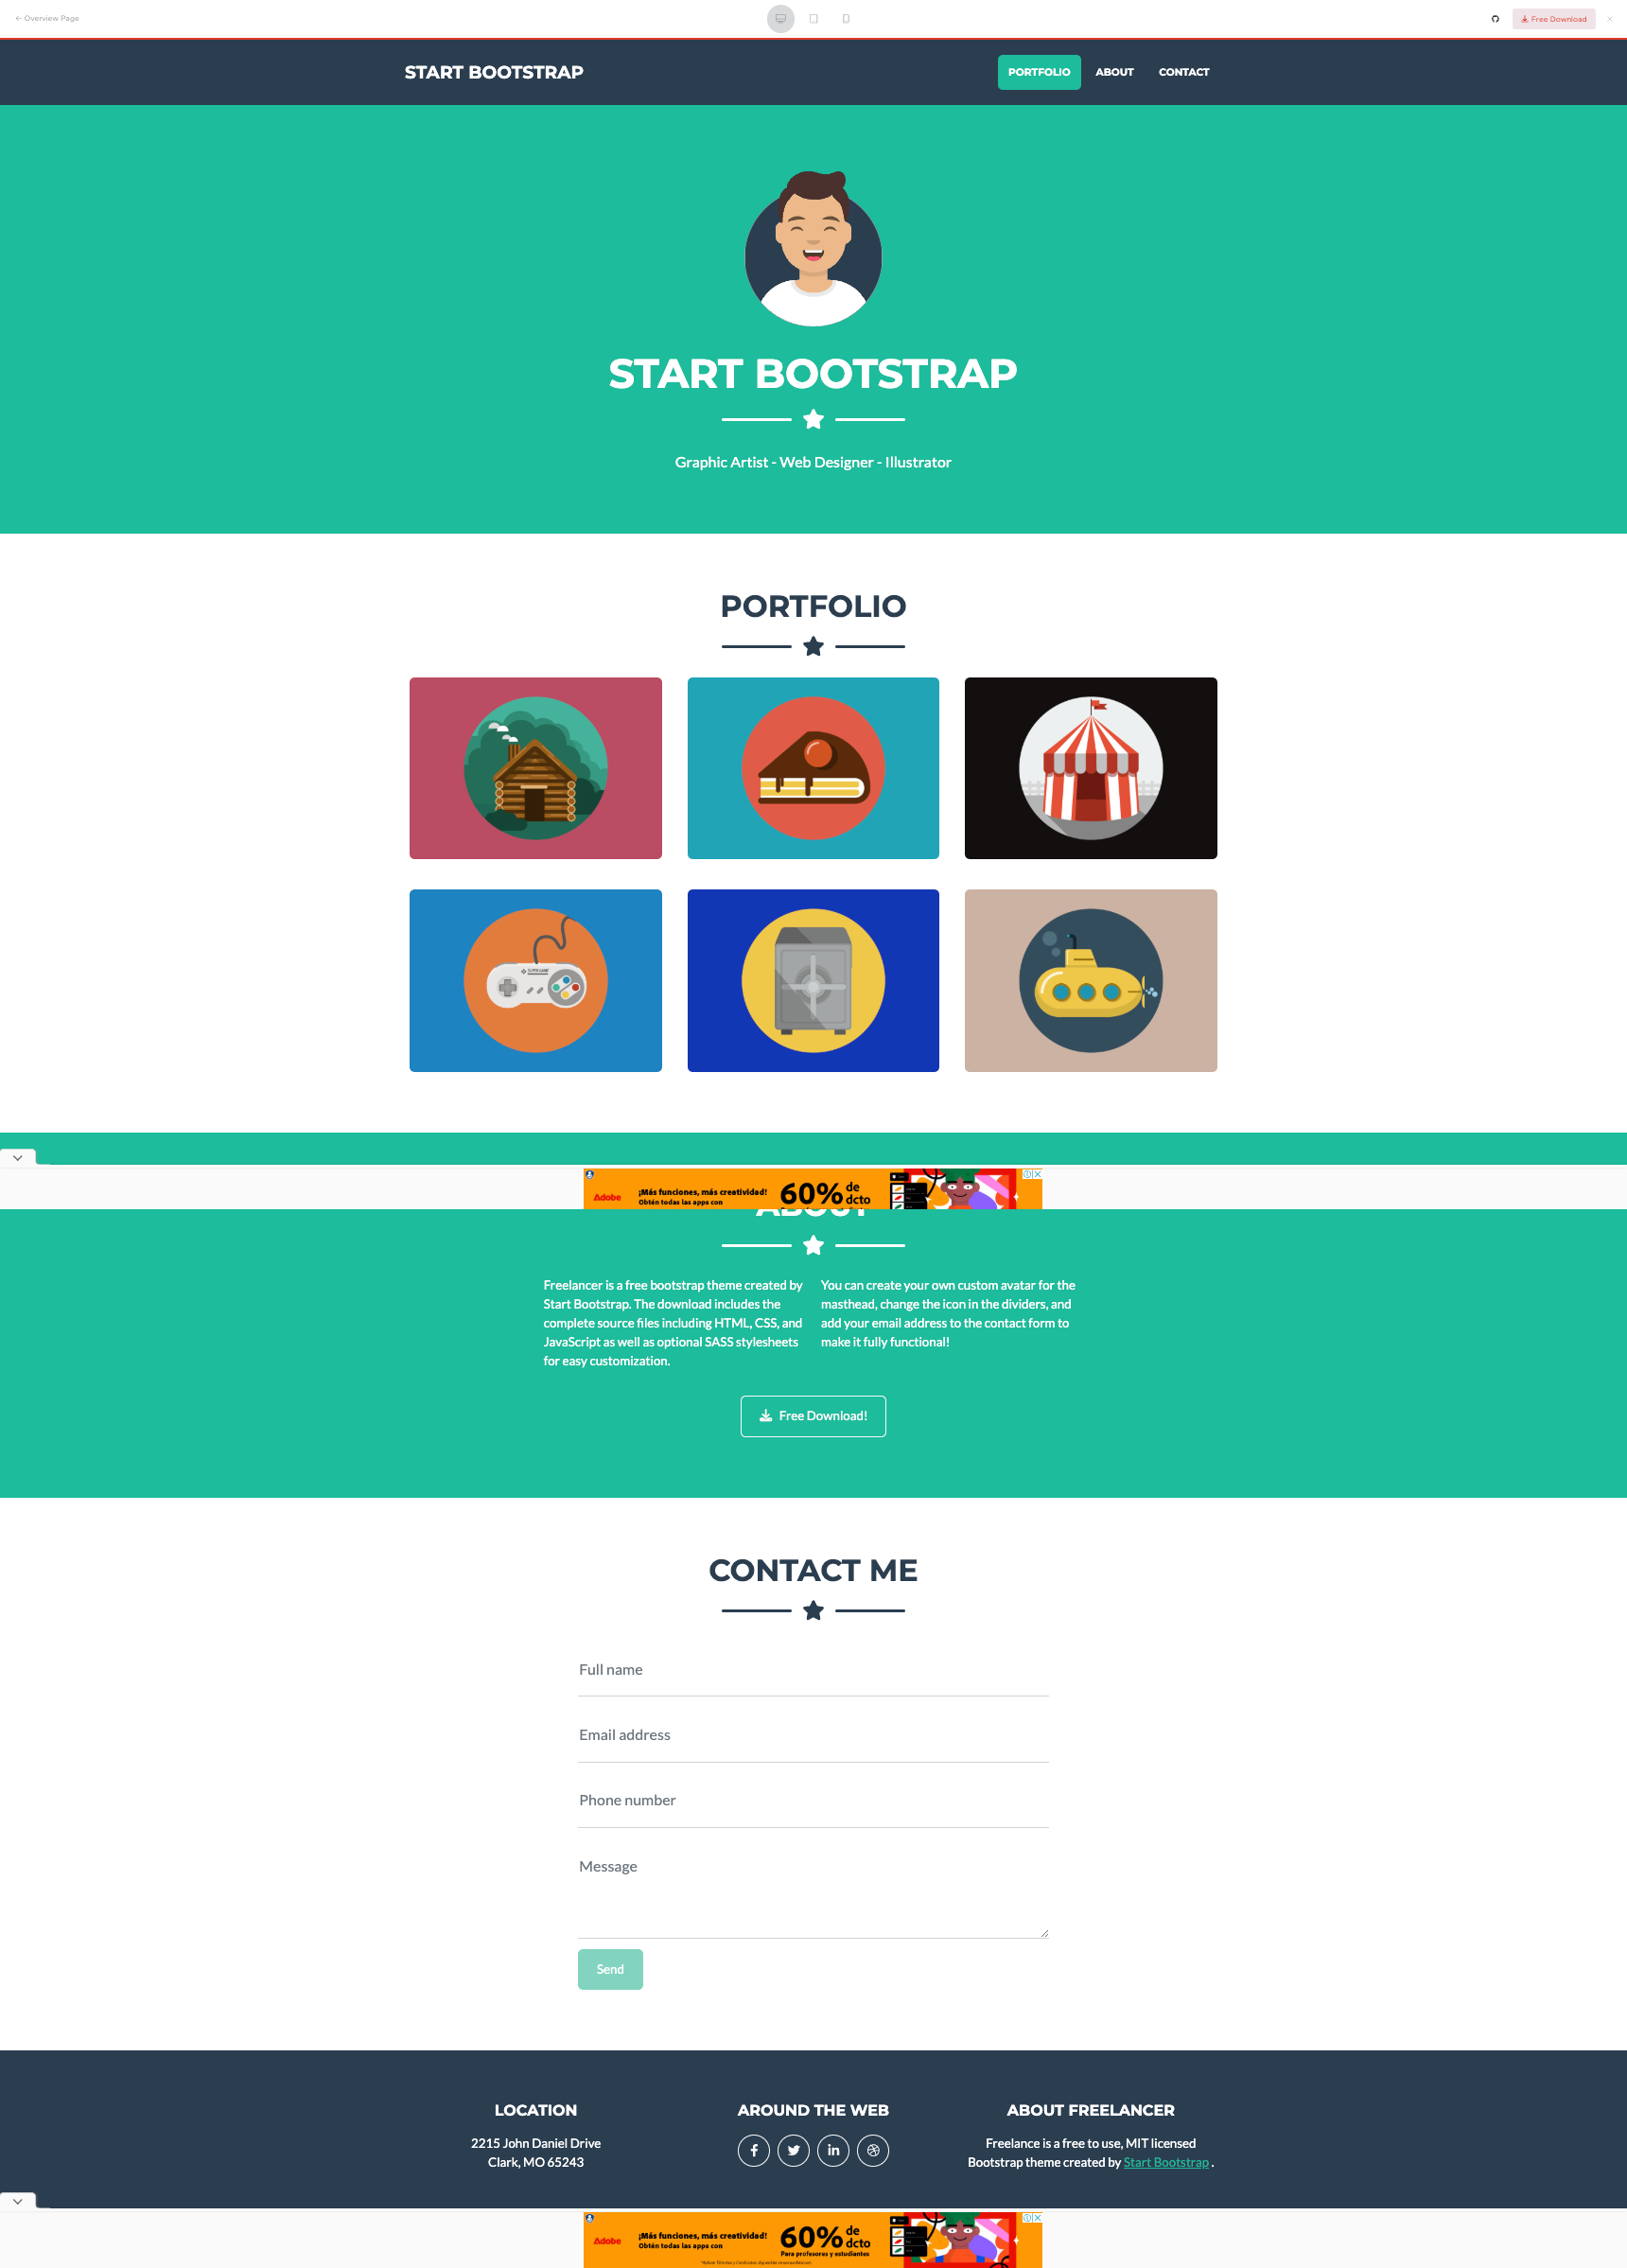 ← Overview Page
Free Download
START BOOTSTRAP
PORTFOLIO
ABOUT
CONTACT
START BOOTSTRAP
Graphic Artist - Web Designer - Illustrator
PORTFOLIO
SUPER GAME
Adobe
¡Más funciones, más creatividad!
Obtén todas las apps con
60% de dcto
ABOUT
Freelancer is a free bootstrap theme created by
Start Bootstrap. The download includes the
complete source files including HTML, CSS, and
JavaScript as well as optional SASS stylesheets
for easy customization.
You can create your own custom avatar for the
masthead, change the icon in the dividers, and
add your email address to the contact form to
make it fully functional!
Free Download!
CONTACT ME
Full name
Email address
Phone number
Message
Send
LOCATION
2215 John Daniel Drive
Clark, MO 65243
AROUND THE WEB
ABOUT FREELANCER
Freelance is a free to use, MIT licensed
Bootstrap theme created by Start Bootstrap .
Adobe
¡Más funciones, más creatividad!
Obtén todas las apps con
60% de dcto
Para profesores y estudiantes